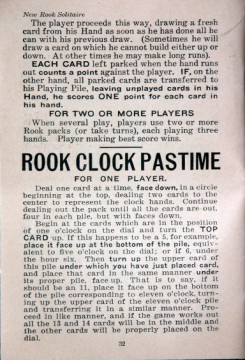 New Rook Solitaire
The player proceeds this way, drawing a fresh
card from his Hand as soon as he has done all he
can with his previous draw. (Sometimes he will
draw a card on which he cannot build either up or
down. At other times he may make long runs).
EACH CARD left parked when the hand runs
out counts a point against the player. IF, on the
other hand, all parked cards are transferred to
his Playing Pile, leaving unplayed cards in his
Hand, he scores ONE point for each card in
his hand.
FOR TWO OR MORE PLAYERS
When several play, players use two or more
Rook packs (or take turns), each playing three
hands. Player making best score wins.
ROOK CLOCK PASTIME
FOR ONE PLAYER.
Deal one card at a time, face down, in a circle
beginning at the top, dealing two cards to the
center to represent the clock hands. Continue
dealing out the pack until all the cards are out,
four in each pile, but with faces down.
Begin at the cards which are in the position
of one o'clock on the dial and turn the TOP
CARD up. If this happens to be a 5, for example,
place it face up at the bottom of the pile, equiv-
alent to five o'clock on the dial; or if 6, under
the hour six. Then turn up the upper card of
this pile under which you have just placed card,
and place that card in the same manner under
its proper pile, face up. That is to say, if it
should be an 11, place it face up on the bottom
of the pile corresponding to eleven o'clock, turn-
ing up the upper card of the eleven o'clock pile
and transferring it in a similar manner. Pro-
ceed in like manner, and if the game works out
all the 13 and 14 cards will be in the middle and
the other cards will be properly placed on the
dial.
32